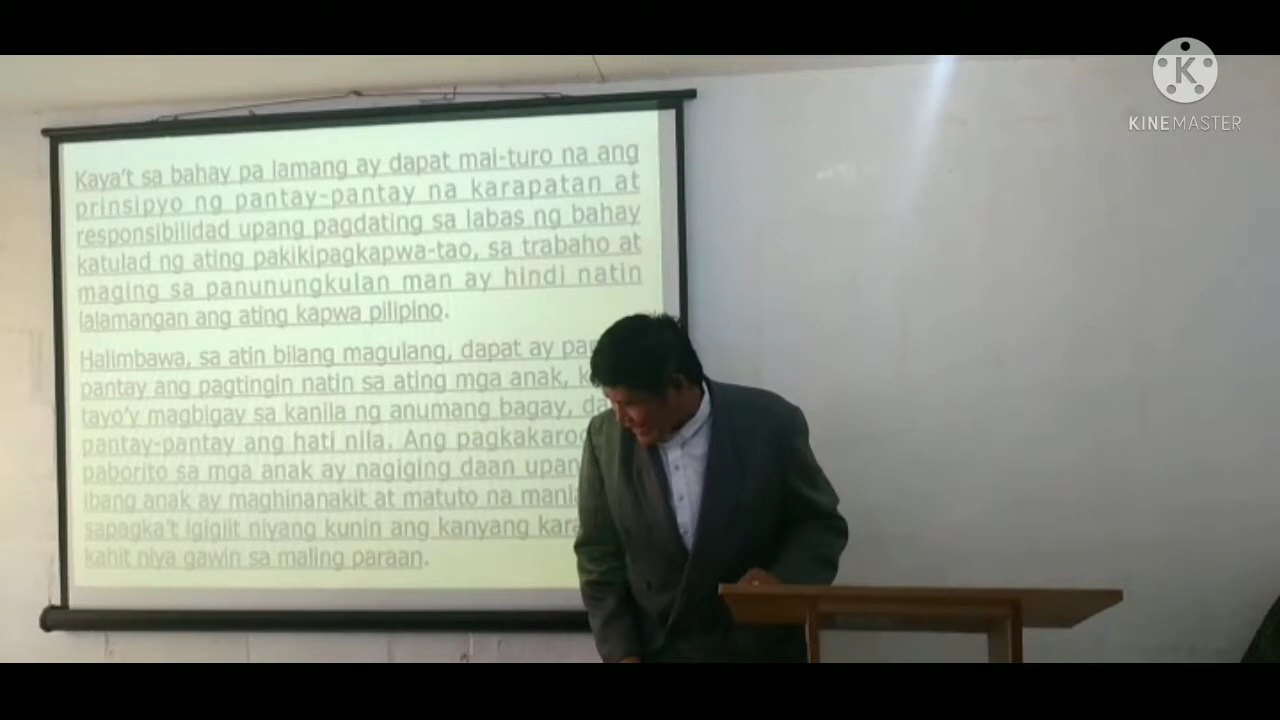 KINEMASTER
Kaya't sa bahay pa lamang ay dapat mai-turo na ang
prinsipyo ng pantay-pantay na karapatan at
responsibilidad upang pagdating sa labas ng bahay
katulad ng ating pakikipagkapwa-tao, sa trabaho at
maging sa panunungkulan man ay hindi natin
lalamangan ang ating kapwa pilipino.
Halimbawa, sa atin bilang magulang, dapat ay
pantay ang pagtingin natin sa ating mga anak,
tayo'y magbigay sa kanila ng anumang bagay,
pantay-pantay ang hati nila. Ang
paborito sa mga anak ay nagiging daan
ibang anak ay maghinanakit at matuto na
sapagka't igigiit niyang kunin ang kanyang
kahit niya gawin sa maling paraan.